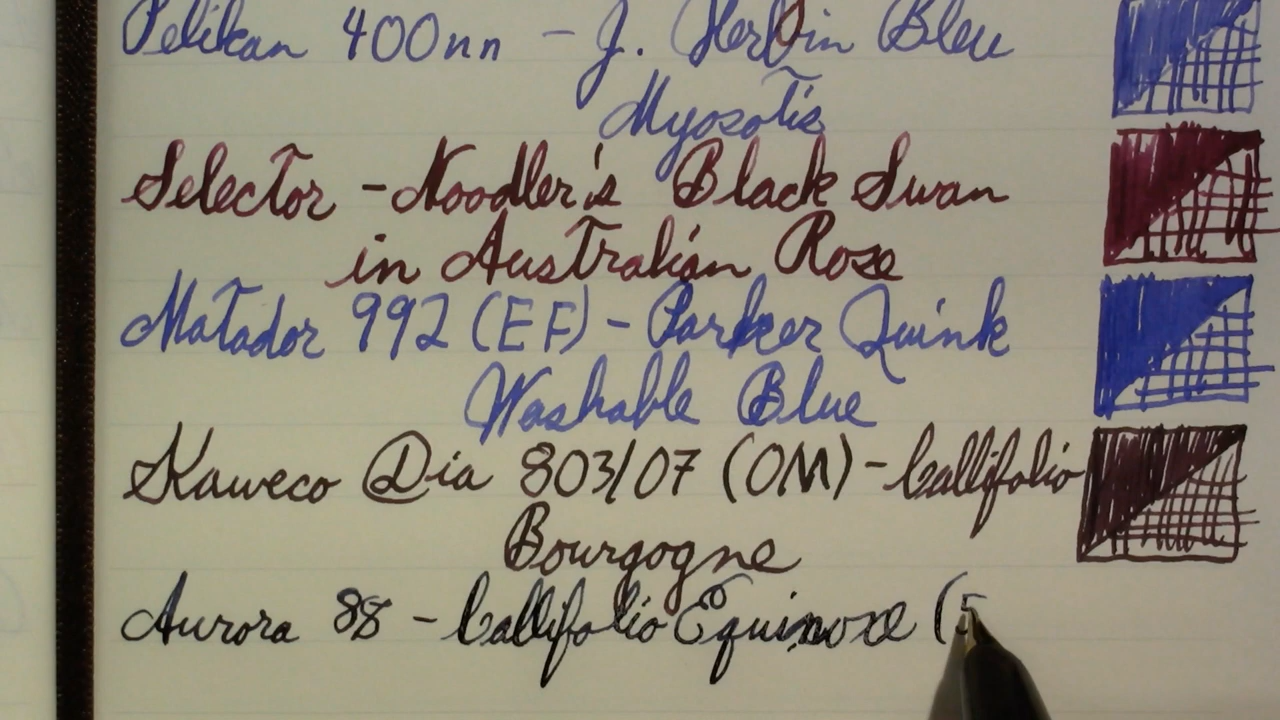 Pelikan 400nn - J. Herbin Bleu
Myosotis
Selector - Noodler's Black Swan
in Australian Rose
Matador 992 (EF) - Parker Quink
Washable Blue
Kaweco Dia 803/07 (OM) - Callifolio
Bourgogne
Aurora 88 - Callifolio Equinoxe (5